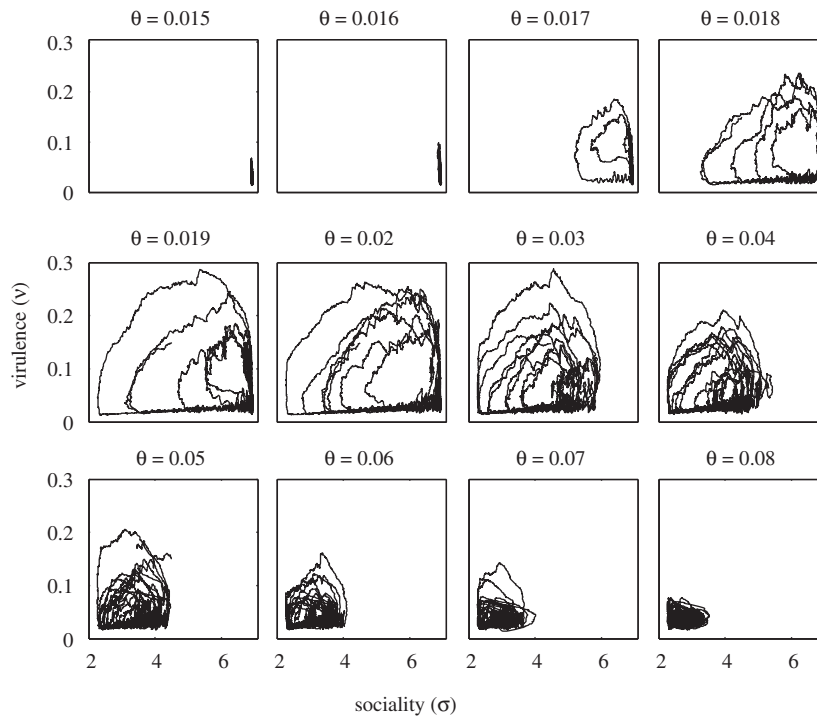 θ = 0.015 θ = 0.016 θ = 0.017 θ = 0.018
0.3
0.2
0.1
0
θ = 0.019 θ = 0.02 θ = 0.03 θ = 0.04
0.3
0.2
0.1
0
virulence (ν)
θ = 0.05 θ = 0.06 θ = 0.07 θ = 0.08
0.3
0.2
0.1
0
2 4 6 2 4 6 2 4 6 2 4 6
sociality (σ)